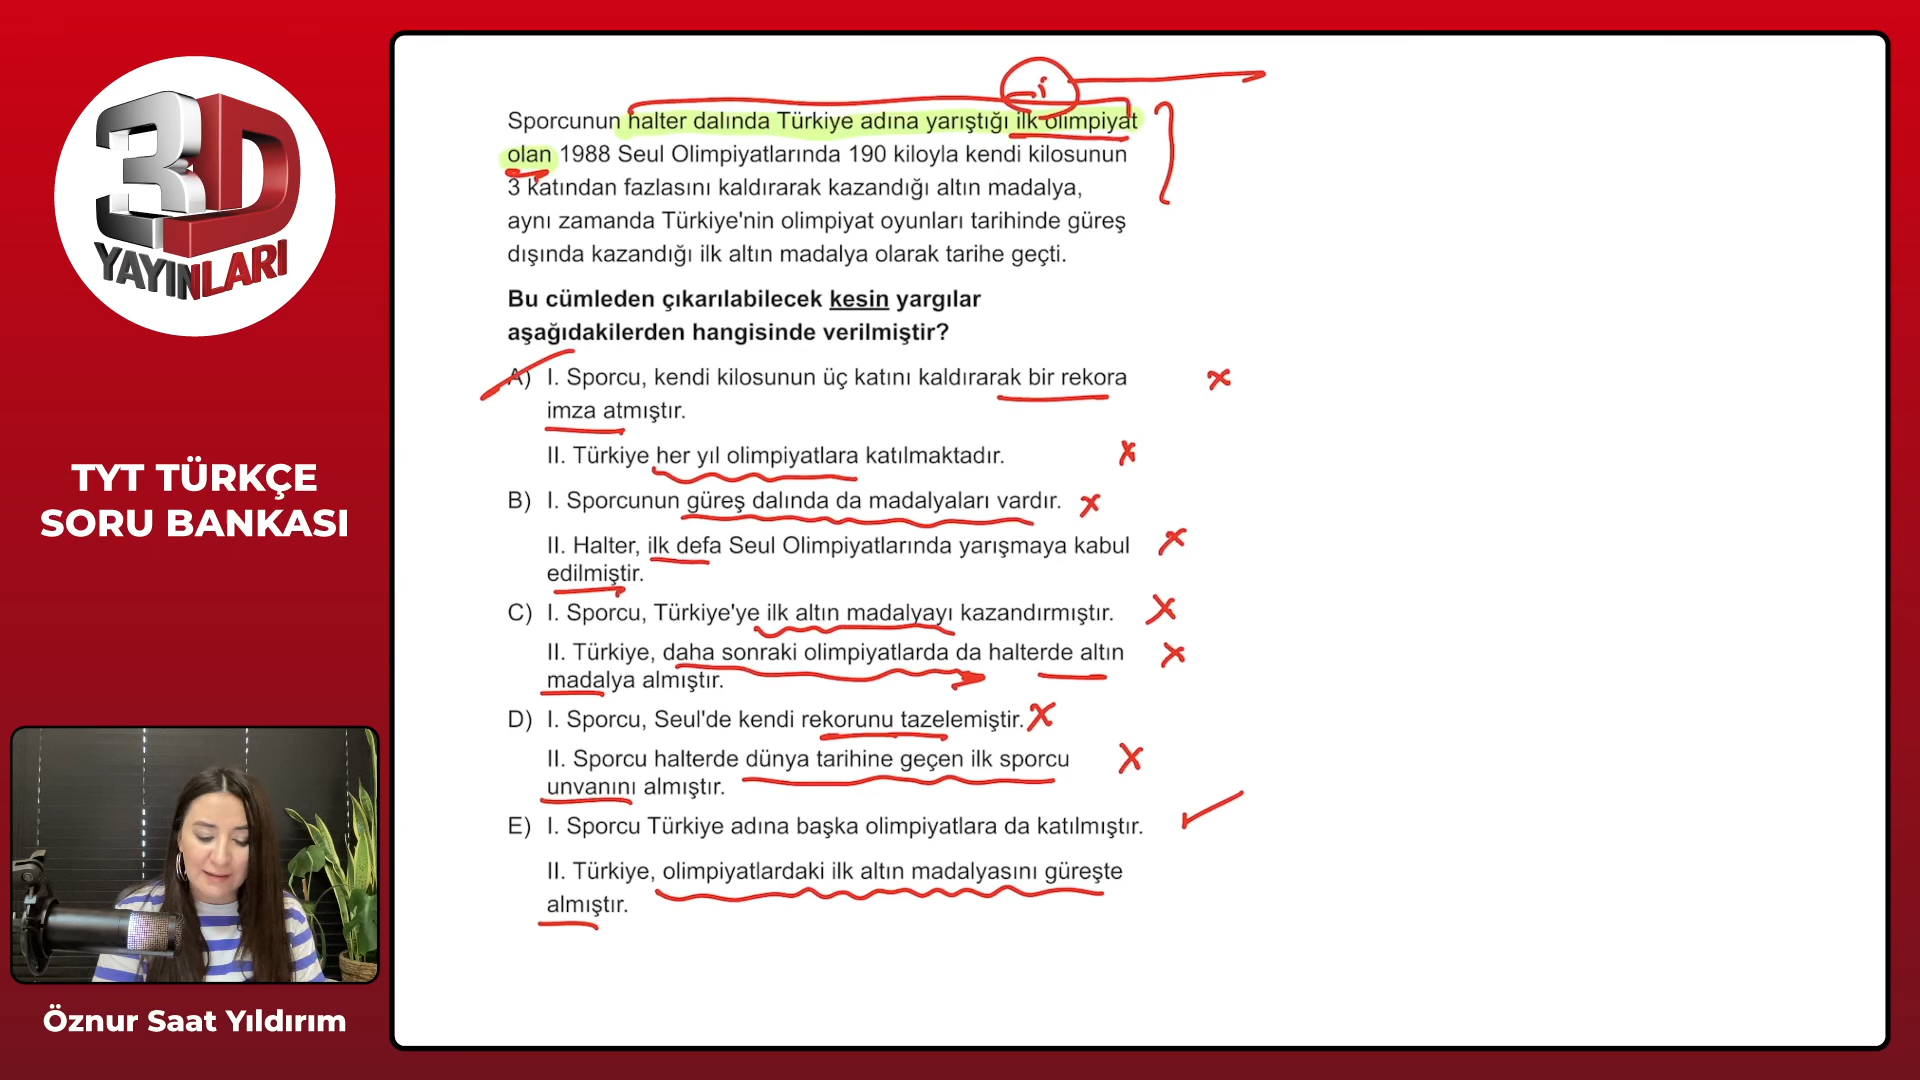 3D
YAYINLARI
TYT TÜRKÇE
SORU BANKASI
Öznur Saat Yıldırım
Sporcunun halter dalında Türkiye adına yarıştığı ilk olimpiyat
olan 1988 Seul Olimpiyatlarında 190 kiloyla kendi kilosunun
3 katından fazlasını kaldırarak kazandığı altın madalya,
aynı zamanda Türkiye'nin olimpiyat oyunları tarihinde güreş
dışında kazandığı ilk altın madalya olarak tarihe geçti.
Bu cümleden çıkarılabilecek kesin yargılar
aşağıdakilerden hangisinde verilmiştir?
A) I. Sporcu, kendi kilosunun üç katını kaldırarak bir rekora
imza atmıştır.
II. Türkiye her yıl olimpiyatlara katılmaktadır.
B) I. Sporcunun güreş dalında da madalyaları vardır.
II. Halter, ilk defa Seul Olimpiyatlarında yarışmaya kabul
edilmiştir.
C) I. Sporcu, Türkiye'ye ilk altın madalyayı kazandırmıştır.
II. Türkiye, daha sonraki olimpiyatlarda da halterde altın
madalya almıştır.
D) I. Sporcu, Seul'de kendi rekorunu tazelemiştir.
II. Sporcu halterde dünya tarihine geçen ilk sporcu
unvanını almıştır.
E) I. Sporcu Türkiye adına başka olimpiyatlara da katılmıştır.
II. Türkiye, olimpiyatlardaki ilk altın madalyasını güreşte
almıştır.